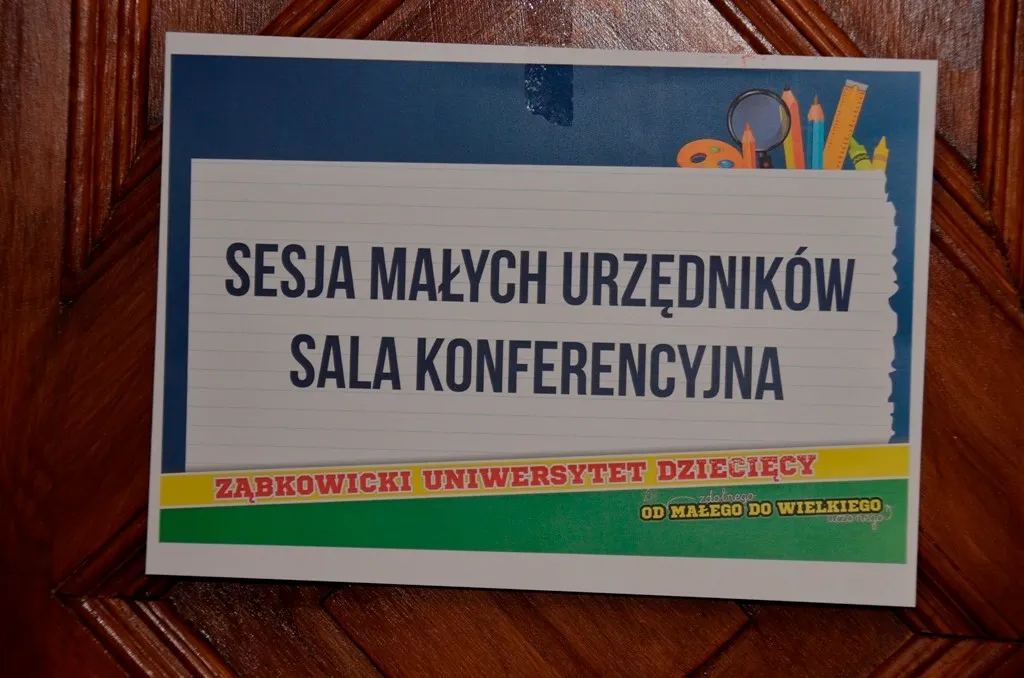 SESJA MAŁYCH URZĘDNIKÓW
SALA KONFERENCYJNA
ZĄBKOWICKI UNIWERSYTET DZIECIĘCY
zdolnego
OD MAŁEGO DO WIELKIEGO
uczonego